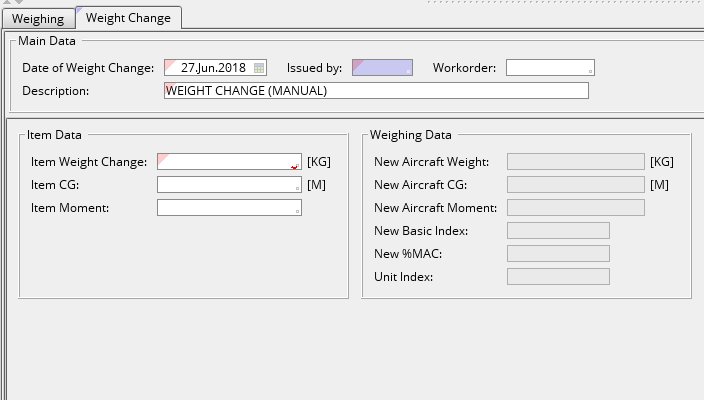 Weighing Weight Change
Main Data
Date of Weight Change: 27.Jun.2018 Issued by: Workorder:
Description: WEIGHT CHANGE (MANUAL)
Item Data
Item Weight Change: [KG]
Item CG: [M]
Item Moment:
Weighing Data
New Aircraft Weight: [KG]
New Aircraft CG: [M]
New Aircraft Moment:
New Basic Index:
New %MAC:
Unit Index: